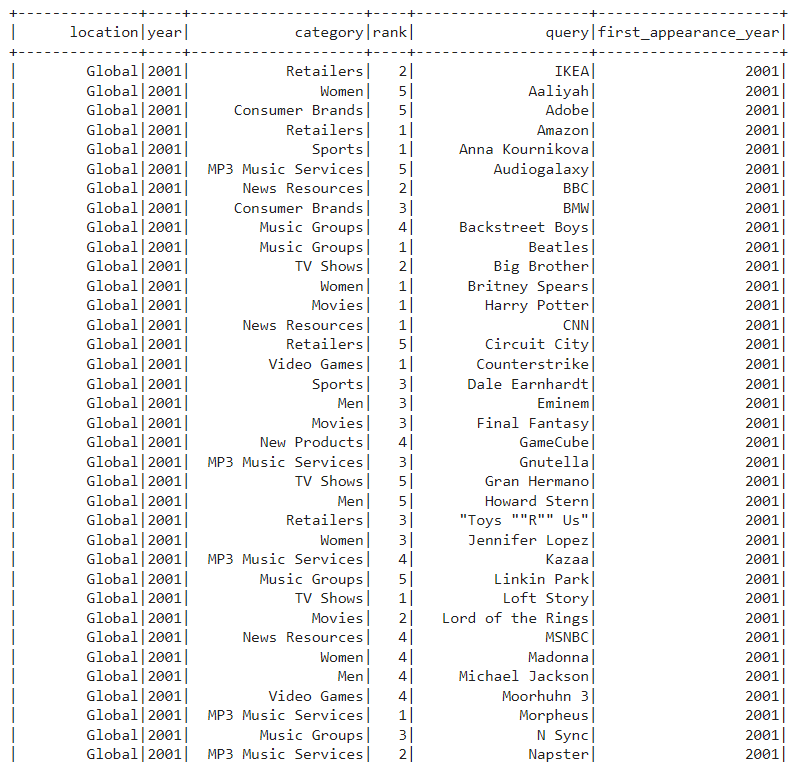 +--------------+----+-------------------+----+-------------------+---------------------+
|      location|year|           category|rank|              query|first_appearance_year|
+--------------+----+-------------------+----+-------------------+---------------------+
|        Global|2001|          Retailers|   2|               IKEA|                 2001|
|        Global|2001|              Women|   5|            Aaliyah|                 2001|
|        Global|2001|    Consumer Brands|   5|              Adobe|                 2001|
|        Global|2001|          Retailers|   1|             Amazon|                 2001|
|        Global|2001|             Sports|   1|    Anna Kournikova|                 2001|
|        Global|2001| MP3 Music Services|   5|        Audiogalaxy|                 2001|
|        Global|2001|     News Resources|   2|                BBC|                 2001|
|        Global|2001|    Consumer Brands|   3|                BMW|                 2001|
|        Global|2001|       Music Groups|   4|    Backstreet Boys|                 2001|
|        Global|2001|       Music Groups|   1|            Beatles|                 2001|
|        Global|2001|           TV Shows|   2|        Big Brother|                 2001|
|        Global|2001|              Women|   1|     Britney Spears|                 2001|
|        Global|2001|             Movies|   1|       Harry Potter|                 2001|
|        Global|2001|     News Resources|   1|                CNN|                 2001|
|        Global|2001|          Retailers|   5|       Circuit City|                 2001|
|        Global|2001|        Video Games|   1|      Counterstrike|                 2001|
|        Global|2001|             Sports|   3|     Dale Earnhardt|                 2001|
|        Global|2001|                Men|   3|             Eminem|                 2001|
|        Global|2001|             Movies|   3|      Final Fantasy|                 2001|
|        Global|2001|       New Products|   4|           GameCube|                 2001|
|        Global|2001| MP3 Music Services|   3|           Gnutella|                 2001|
|        Global|2001|           TV Shows|   5|       Gran Hermano|                 2001|
|        Global|2001|                Men|   5|       Howard Stern|                 2001|
|        Global|2001|          Retailers|   3|   "Toys ""R"" Us"|                 2001|
|        Global|2001|              Women|   3|     Jennifer Lopez|                 2001|
|        Global|2001| MP3 Music Services|   4|              Kazaa|                 2001|
|        Global|2001|       Music Groups|   5|        Linkin Park|                 2001|
|        Global|2001|           TV Shows|   1|         Loft Story|                 2001|
|        Global|2001|             Movies|   2|  Lord of the Rings|                 2001|
|        Global|2001|     News Resources|   4|              MSNBC|                 2001|
|        Global|2001|              Women|   4|            Madonna|                 2001|
|        Global|2001|                Men|   4|    Michael Jackson|                 2001|
|        Global|2001|        Video Games|   4|         Moorhuhn 3|                 2001|
|        Global|2001| MP3 Music Services|   1|           Morpheus|                 2001|
|        Global|2001|       Music Groups|   3|             N Sync|                 2001|
|        Global|2001| MP3 Music Services|   2|            Napster|                 2001|